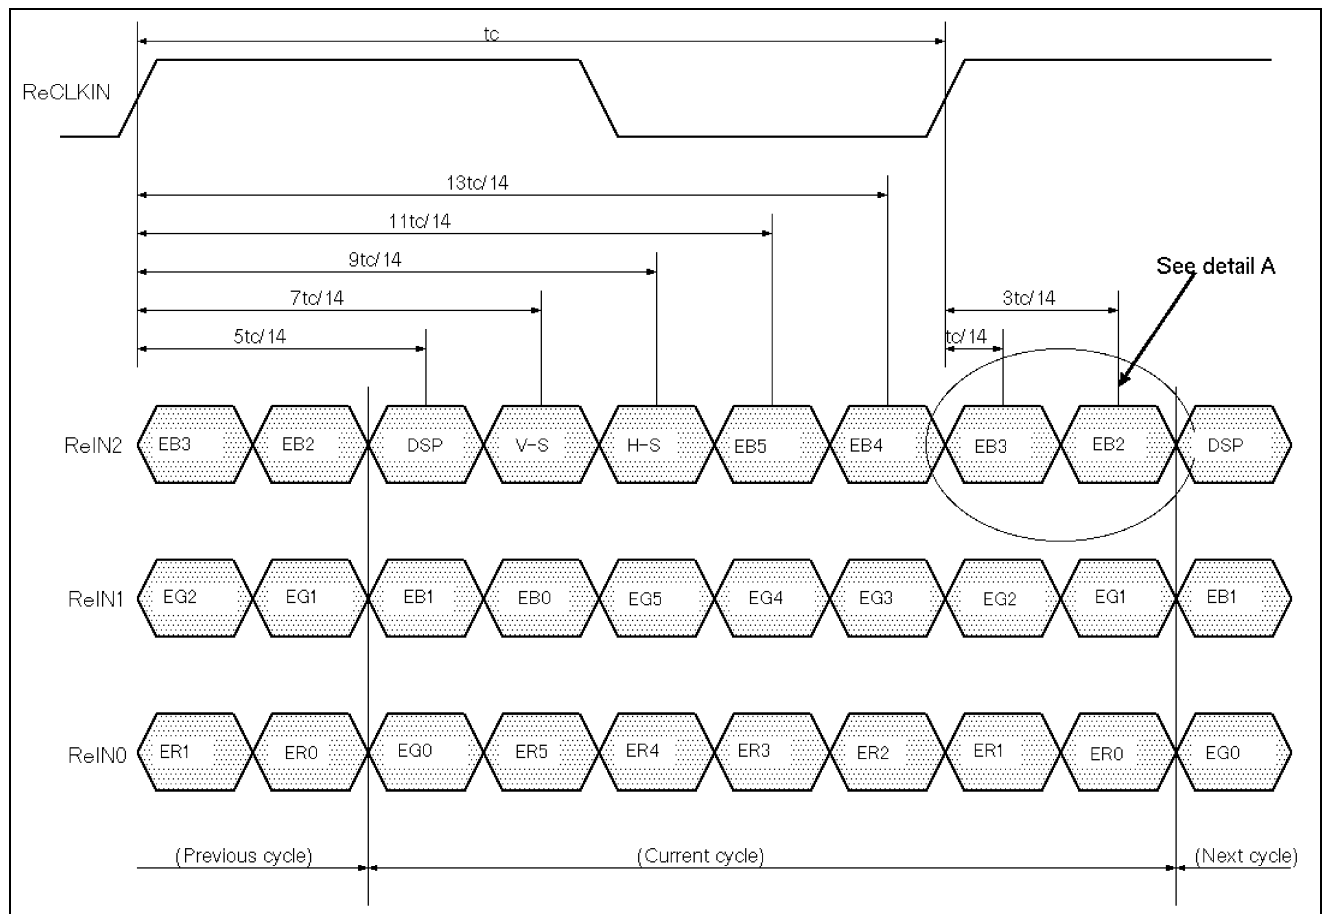 tc
ReCLKIN
13tc/14
11tc/14
9tc/14
See detail A
7tc/14
3tc/14
5tc/14
tc/14
ReIN2 EB3 EB2 DSP V-S H-S EB5 EB4 EB3 EB2 DSP
ReIN1 EG2 EG1 EB1 EB0 EG5 EG4 EG3 EG2 EG1 EB1
ReIN0 ER1 ER0 EG0 ER5 ER4 ER3 ER2 ER1 ER0 EG0
(Previous cycle) (Current cycle) (Next cycle)